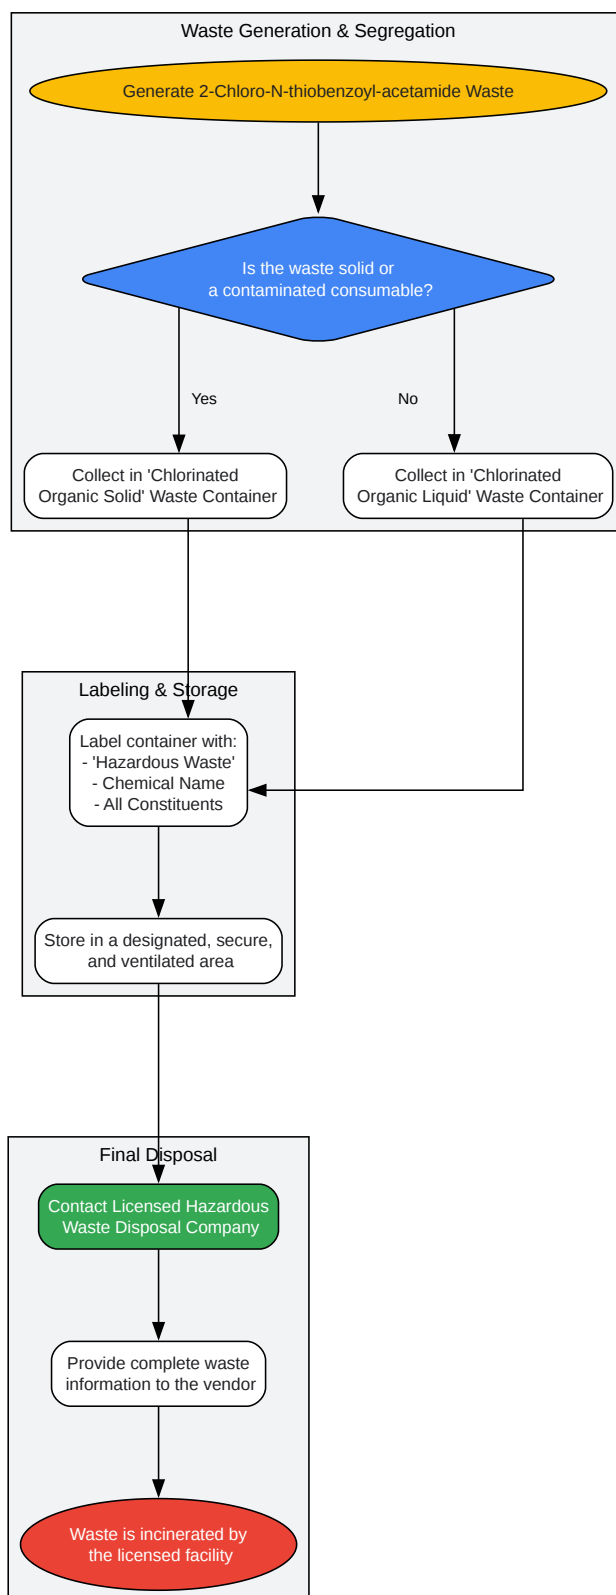 Waste Generation & Segregation
Generate 2-Chloro-N-thiobenzoyl-acetamide Waste
Is the waste solid or
a contaminated consumable?
Yes
No
Collect in 'Chlorinated
Organic Solid' Waste Container
Collect in 'Chlorinated
Organic Liquid' Waste Container
Labeling & Storage
Label container with:
- 'Hazardous Waste'
- Chemical Name
- All Constituents
Store in a designated, secure,
and ventilated area
Final Disposal
Contact Licensed Hazardous
Waste Disposal Company
Provide complete waste
information to the vendor
Waste is incinerated by
the licensed facility